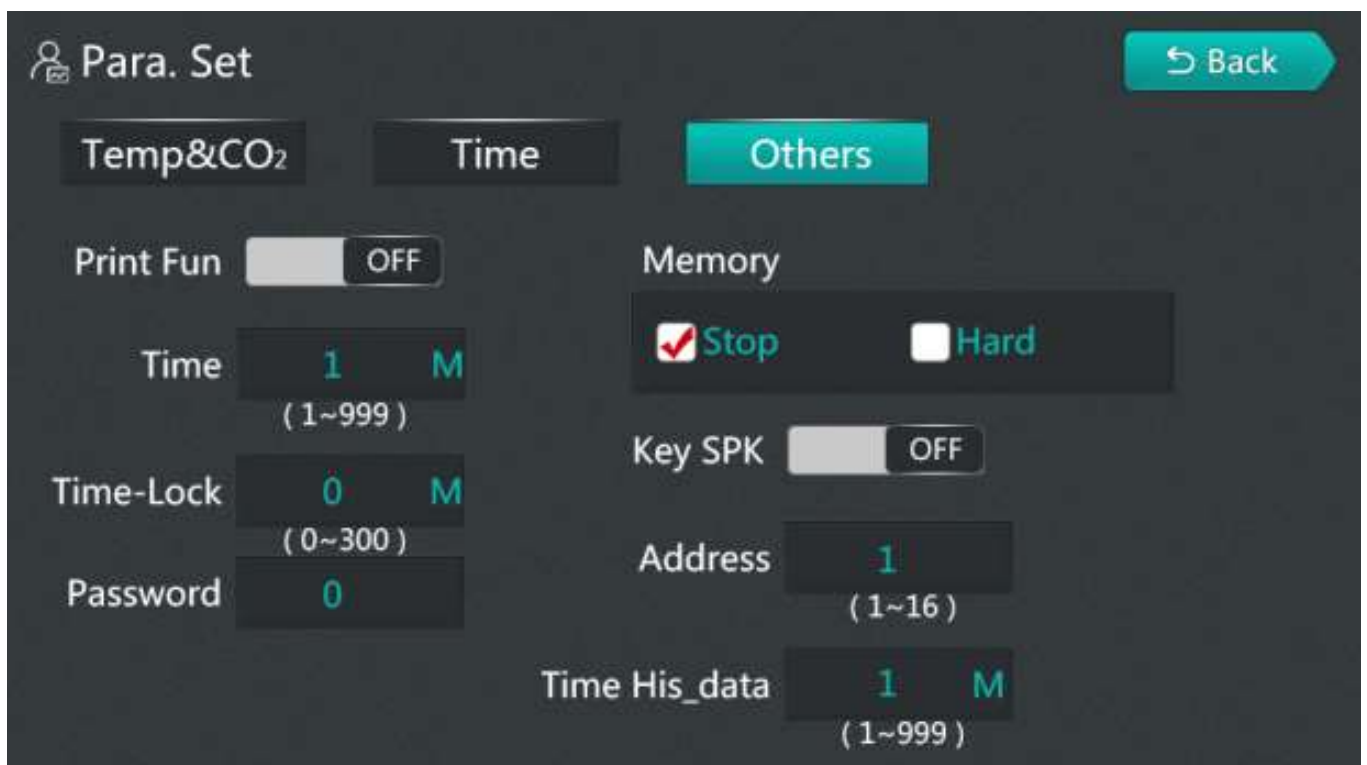 Para. Set
Back
Temp&CO₂
Time
Others
Print Fun
OFF
Time
1 M
(1~999)
Time-Lock
0 M
(0~300)
Password
0
Memory
Stop
Hard
Key SPK
OFF
Address
1
(1~16)
Time His_data
1 M
(1~999)